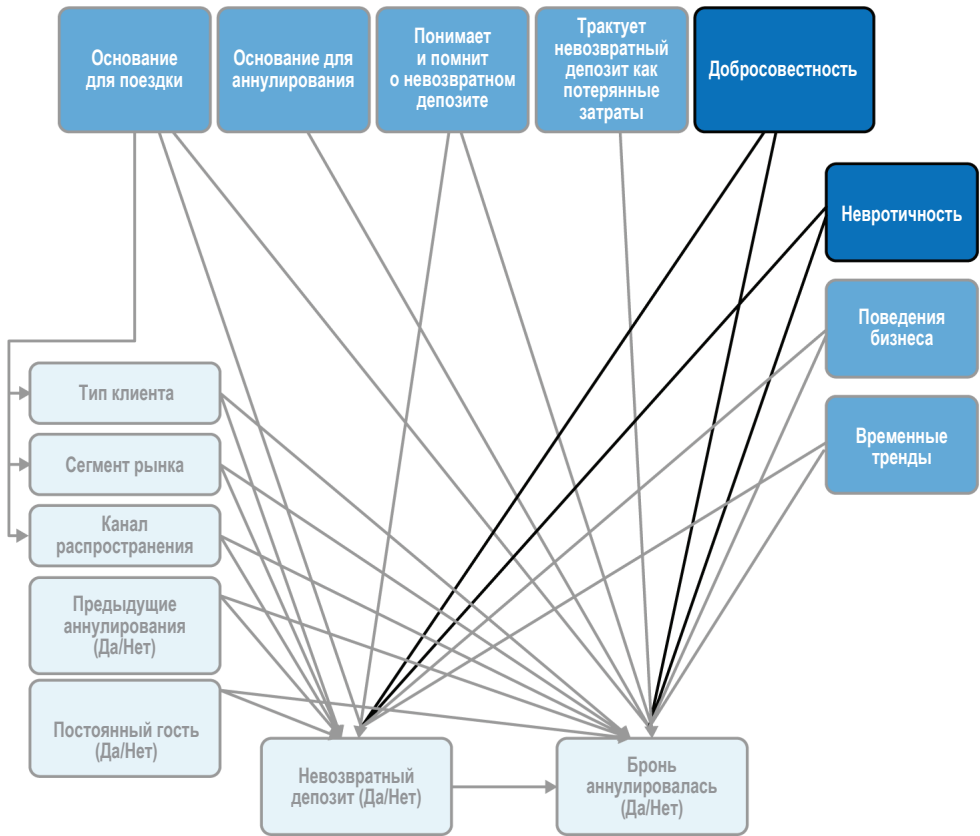 Основание
для поездки
Основание для
аннулирования
Понимает
и помнит
о невозвратном
депозите
Трактует
невозвратный
депозит как
потерянные
затраты
Добросовестность
Невротичность
Поведения
бизнеса
Временные
тренды
Тип клиента
Сегмент рынка
Канал
распространения
Предыдущие
аннулирования
(Да/Нет)
Постоянный гость
(Да/Нет)
Невозвратный
депозит (Да/Нет)
Бронь
аннулировалась
(Да/Нет)